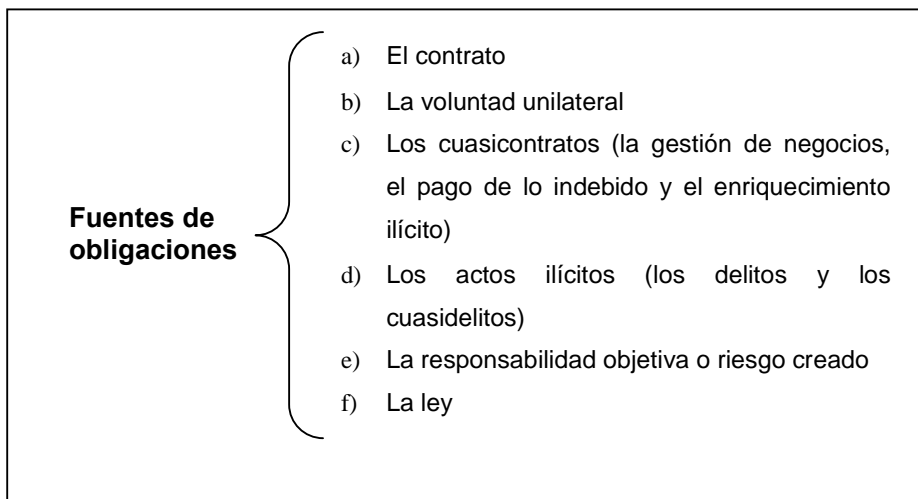 Fuentes de
obligaciones
a) El contrato
b) La voluntad unilateral
c) Los cuasicontratos (la gestión de negocios,
el pago de lo indebido y el enriquecimiento
ilícito)
d) Los actos ilícitos (los delitos y los
cuasidelitos)
e) La responsabilidad objetiva o riesgo creado
f) La ley